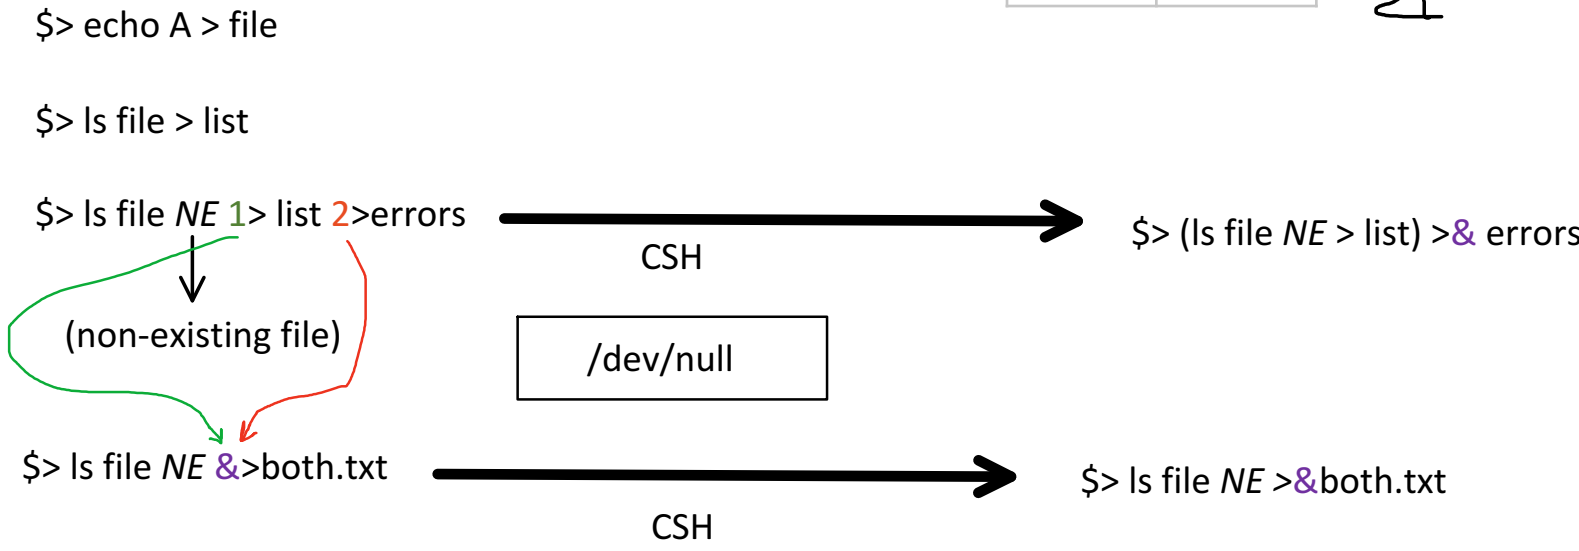 $> echo A > file
$> ls file > list
$> ls file NE 1> list 2>errors
CSH
$> (ls file NE > list) >& errors
(non-existing file)
/dev/null
$> ls file NE &>both.txt
CSH
$> ls file NE >&both.txt